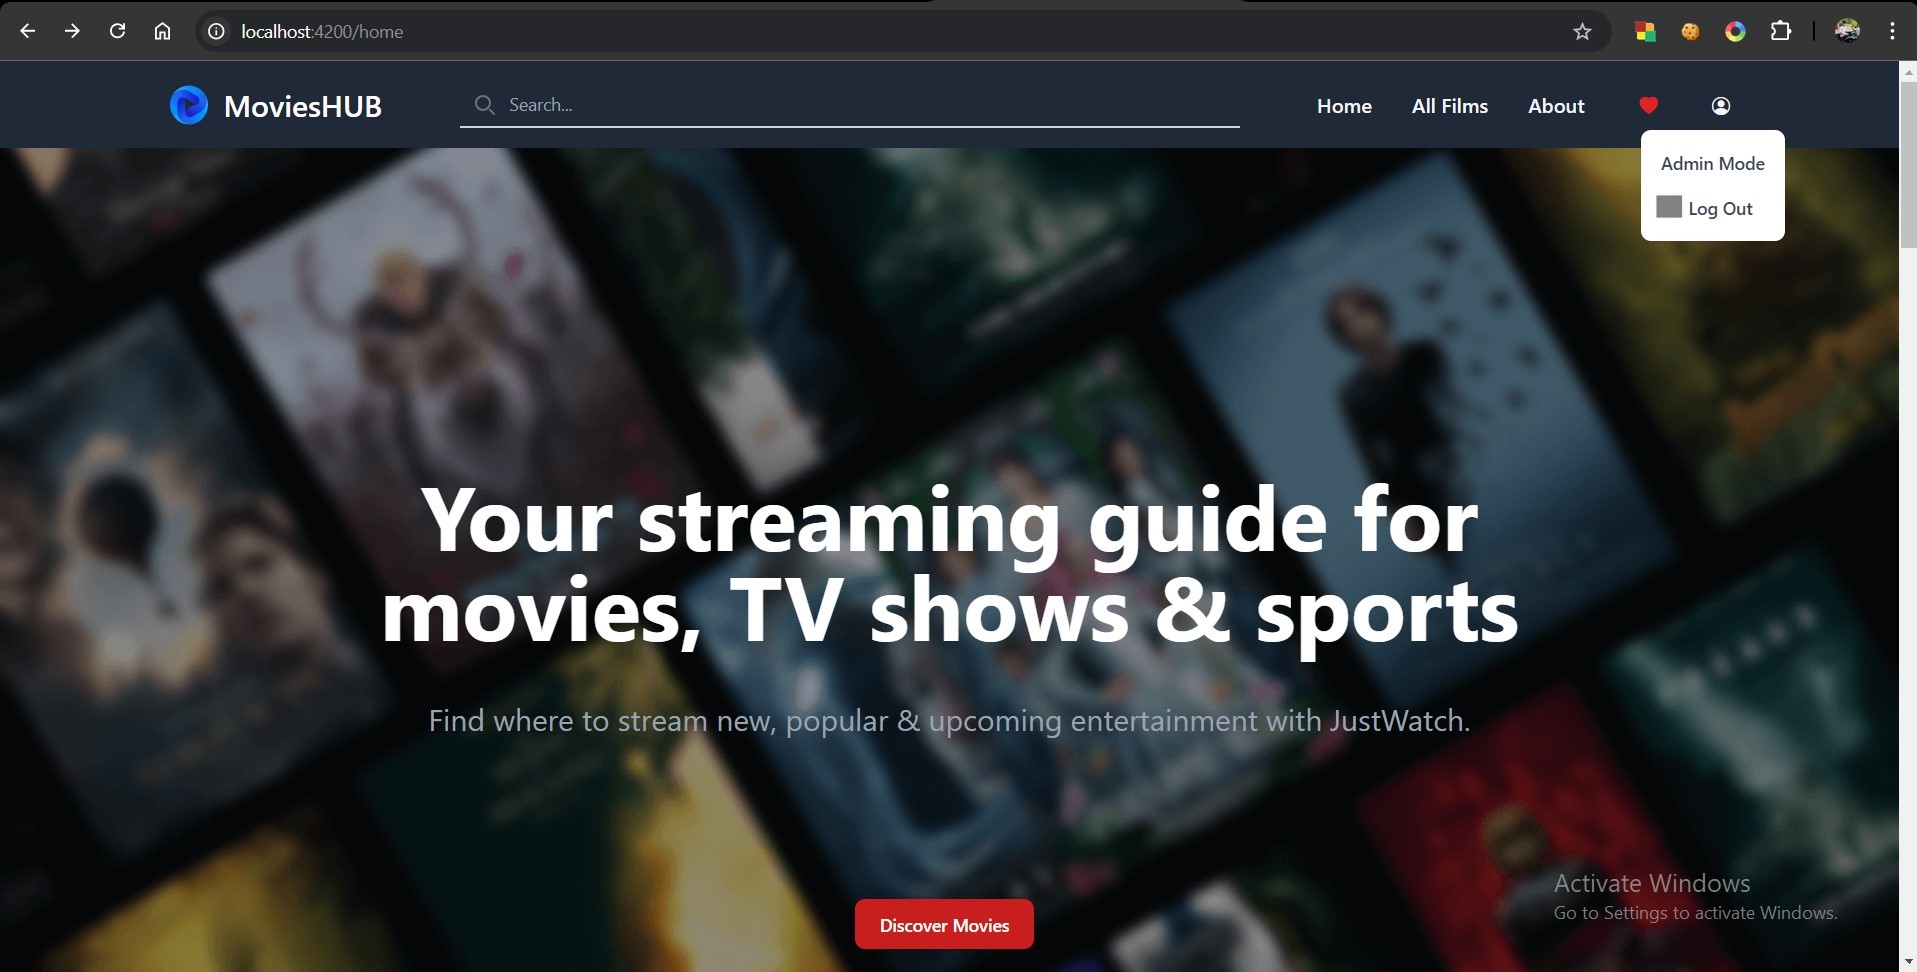 localhost:4200/home
MoviesHUB
Search...
Home
All Films
About
Admin Mode
Log Out
Your streaming guide for
movies, TV shows & sports
Find where to stream new, popular & upcoming entertainment with JustWatch.
Discover Movies
Activate Windows
Go to Settings to activate Windows.